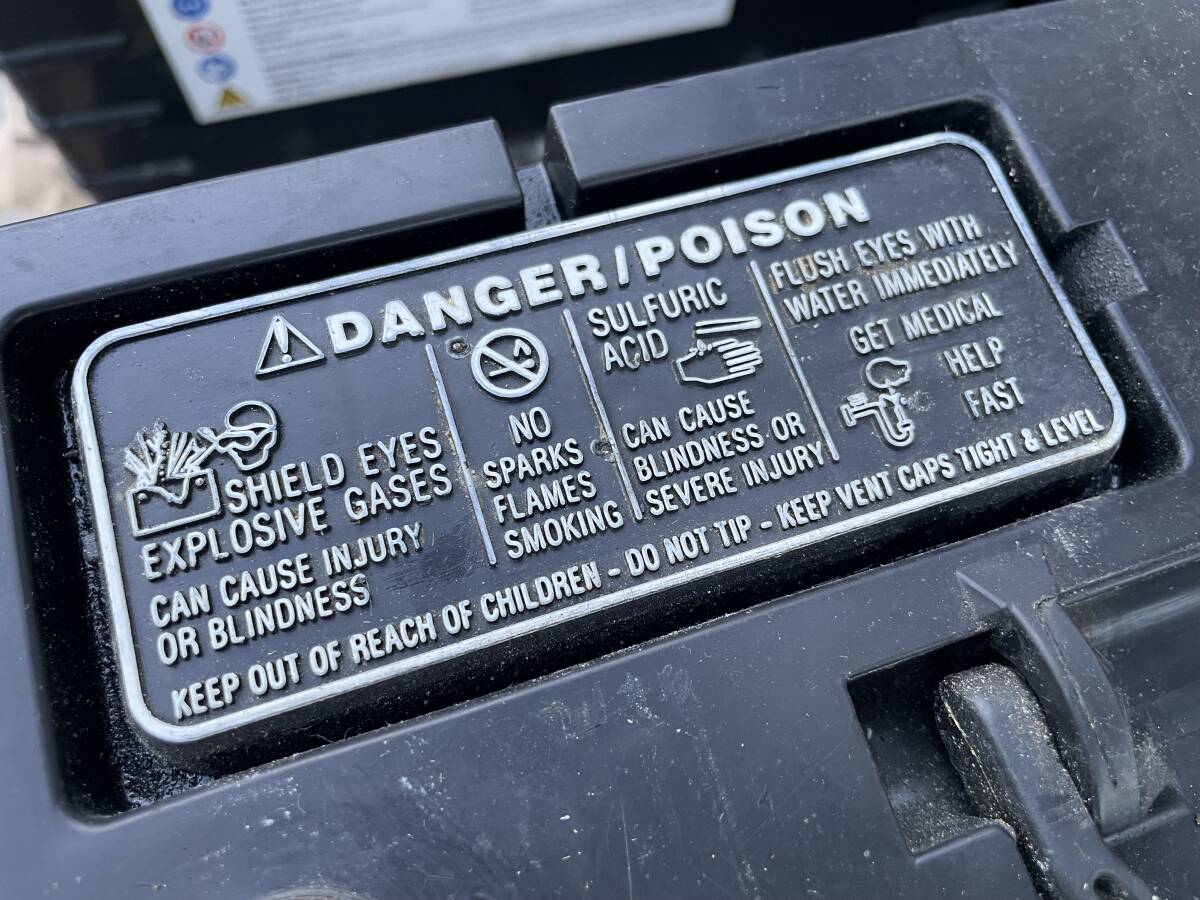 DANGER/POISON
SHIELD EYES
EXPLOSIVE GASES
CAN CAUSE INJURY
OR BLINDNESS
NO
SPARKS
FLAMES
SMOKING
SULFURIC
ACID
CAN CAUSE
BLINDNESS OR
SEVERE INJURY
FLUSH EYES WITH
WATER IMMEDIATELY
GET MEDICAL
HELP
FAST
KEEP OUT OF REACH OF CHILDREN - DO NOT TIP - KEEP VENT CAPS TIGHT & LEVEL